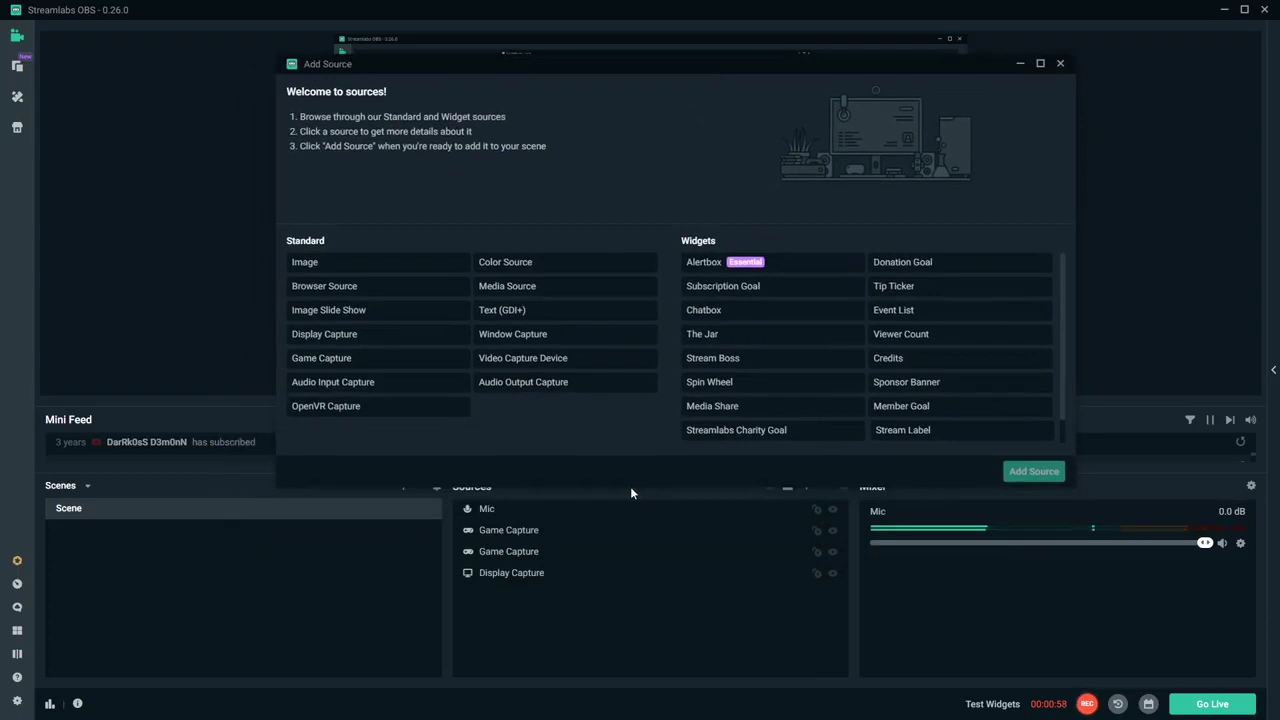 Streamlabs OBS - 0.26.0
Streamlabs OBS - 0.26.0
New
Add Source
Welcome to sources!
1. Browse through our Standard and Widget sources
2. Click a source to get more details about it
3. Click "Add Source" when you're ready to add it to your scene
Standard
Image
Color Source
Browser Source
Media Source
Image Slide Show
Text (GDI+)
Display Capture
Window Capture
Game Capture
Video Capture Device
Audio Input Capture
Audio Output Capture
OpenVR Capture
Widgets
Alertbox Essential
Donation Goal
Subscription Goal
Tip Ticker
Chatbox
Event List
The Jar
Viewer Count
Stream Boss
Credits
Spin Wheel
Sponsor Banner
Media Share
Member Goal
Streamlabs Charity Goal
Stream Label
Add Source
Mini Feed
3 years DarRk0sS D3m0nN has subscribed
Scenes
Scene
Sources
Mic
Game Capture
Game Capture
Display Capture
Mixer
Mic 0.0 dB
Test Widgets 00:00:58 REC Go Live